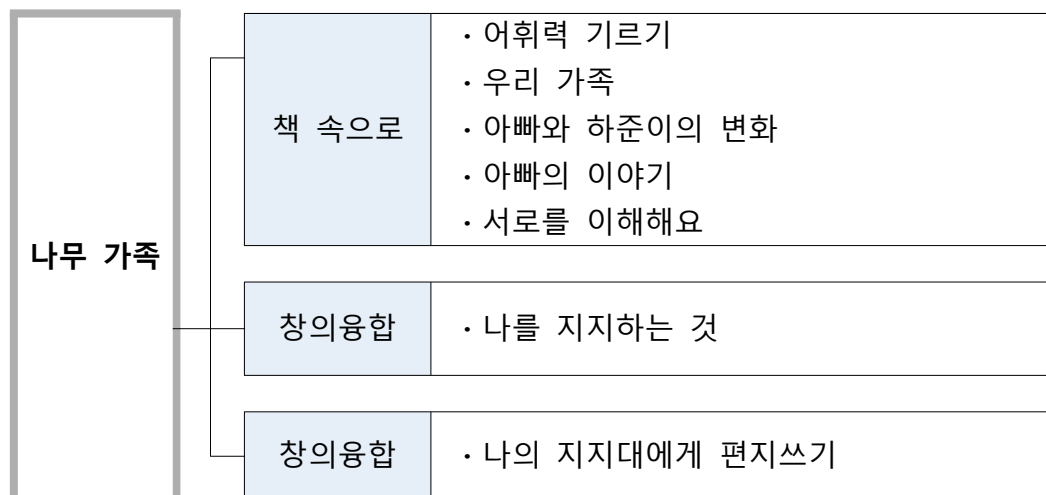 나무 가족
책 속으로
· 어휘력 기르기
· 우리 가족
· 아빠와 하준이의 변화
· 아빠의 이야기
· 서로를 이해해요
창의융합
· 나를 지지하는 것
창의융합
· 나의 지지대에게 편지쓰기